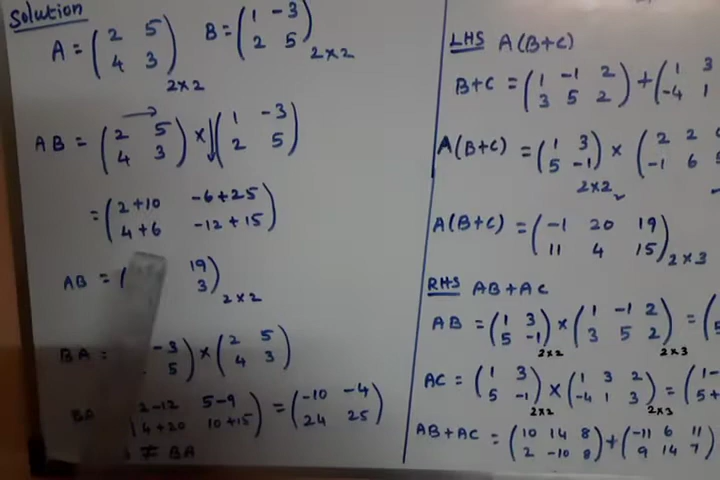 Solution
A = (2 5
4 3) 2×2 B = (1 -3
2 5) 2×2
AB = (2 5
4 3) × (1 -3
2 5)
= (2+10 -6+25
4+6 -12+15)
AB = ( 19
3) 2×2
BA = -3
5) × (2 5
4 3)
BA 2-12 5-9
4+20 10+15) = (-10 -4
24 25)
≠ BA
LHS A(B+C)
B+C = (1 -1 2
3 5 2) + (1 3
-4 1
A(B+C) = (1 3
5 -1) 2×2 × (2 2
-1 6
A(B+C) = (-1 20 19
11 4 15) 2×3
RHS AB+AC
AB = (1 3
5 -1) 2×2 × (1 -1 2
3 5 2) 2×3 = (
AC = (1 3
5 -1) 2×2 × (1 3 2
-4 1 3) 2×3 = (1-
5+
AB+AC = (10 14 8
2 -10 8) + (-11 6 11
9 14 7)